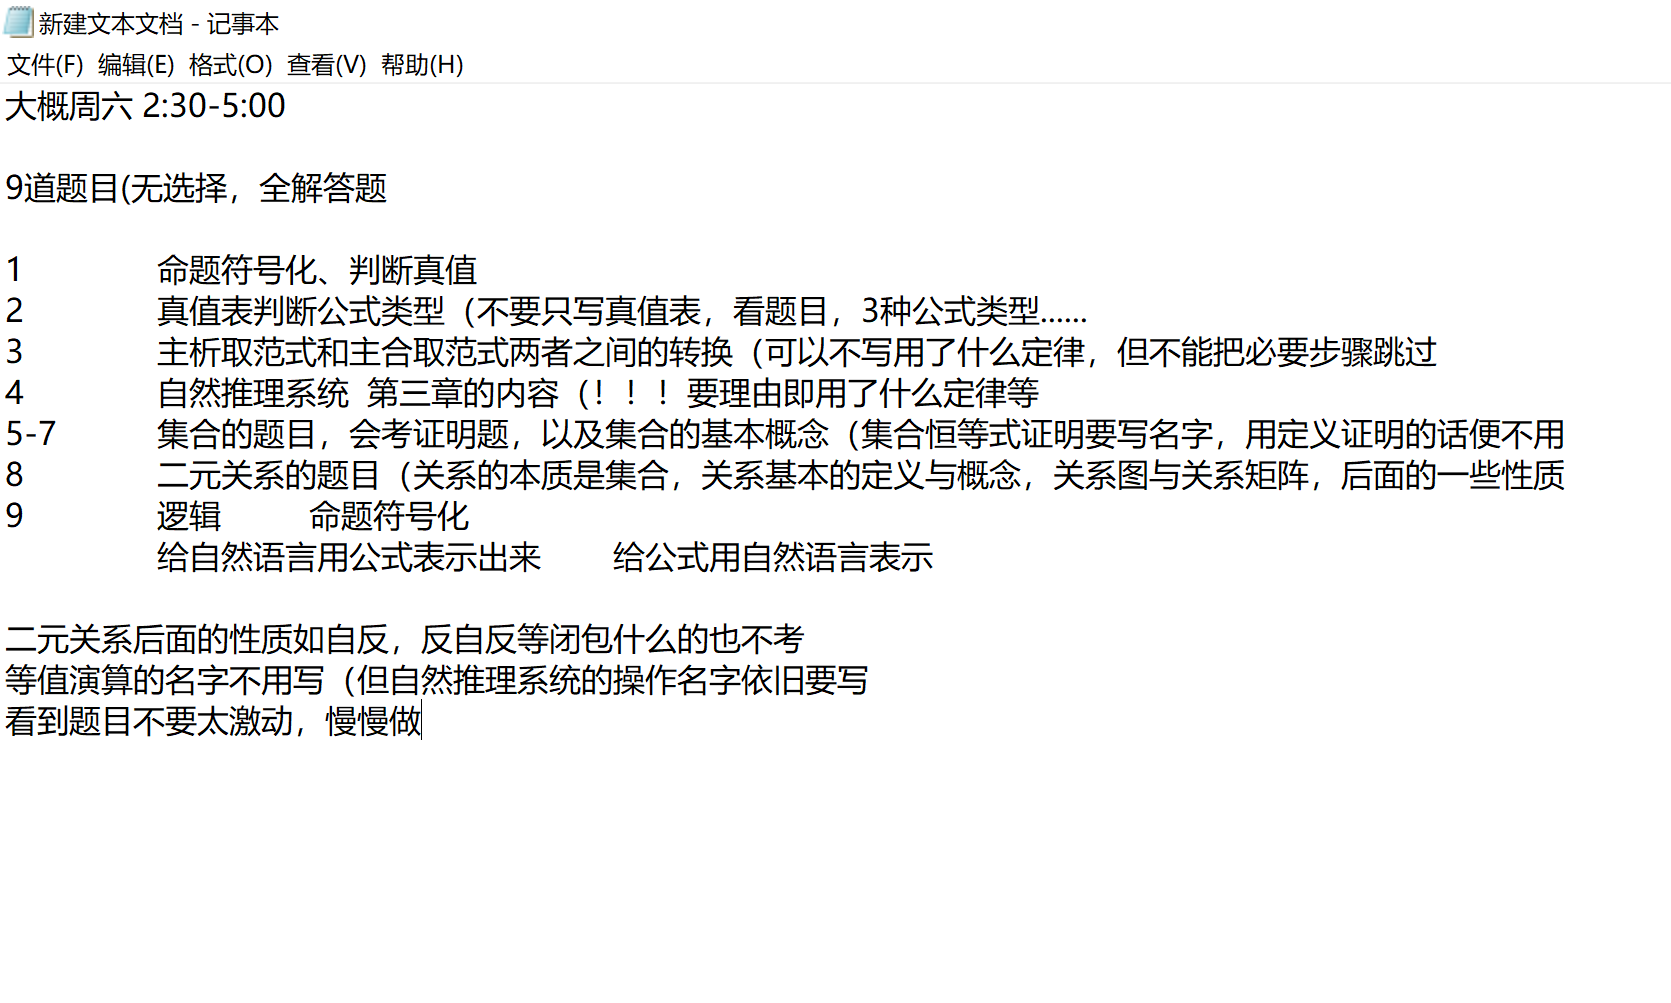 新建文本文档 - 记事本
文件(F) 编辑(E) 格式(O) 查看(V) 帮助(H)
大概周六 2:30-5:00
9道题目(无选择，全解答题
1 命题符号化、判断真值
2 真值表判断公式类型（不要只写真值表，看题目，3种公式类型......
3 主析取范式和主合取范式两者之间的转换（可以不写用了什么定律，但不能把必要步骤跳过
4 自然推理系统 第三章的内容（！！！要理由即用了什么定律等
5-7 集合的题目，会考证明题，以及集合的基本概念（集合恒等式证明要写名字，用定义证明的话便不用
8 二元关系的题目（关系的本质是集合，关系基本的定义与概念，关系图与关系矩阵，后面的一些性质
9 逻辑 命题符号化
给自然语言用公式表示出来 给公式用自然语言表示
二元关系后面的性质如自反，反自反等闭包什么的也不考
等值演算的名字不用写（但自然推理系统的操作名字依旧要写
看到题目不要太激动，慢慢做